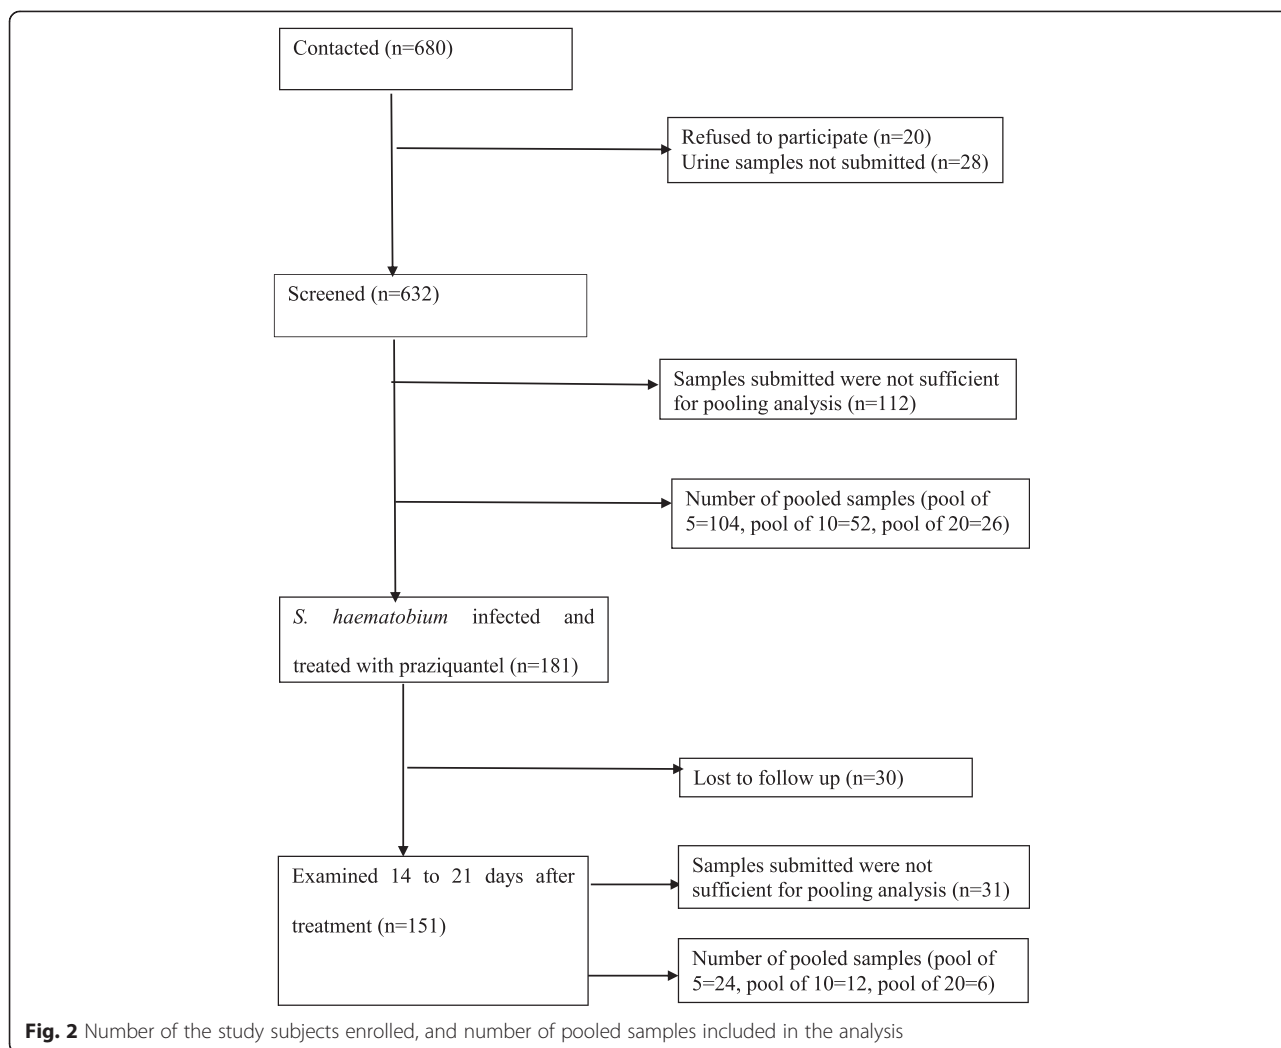 Contacted (n=680)
Refused to participate (n=20)
Urine samples not submitted (n=28)
Screened (n=632)
Samples submitted were not sufficient
for pooling analysis (n=112)
Number of pooled samples (pool of
5=104, pool of 10=52, pool of 20=26)
S. haematobium infected and
treated with praziquantel (n=181)
Lost to follow up (n=30)
Examined 14 to 21 days after
treatment (n=151)
Samples submitted were not
sufficient for pooling analysis (n=31)
Number of pooled samples (pool of
5=24, pool of 10=12, pool of 20=6)
Fig. 2 Number of the study subjects enrolled, and number of pooled samples included in the analysis